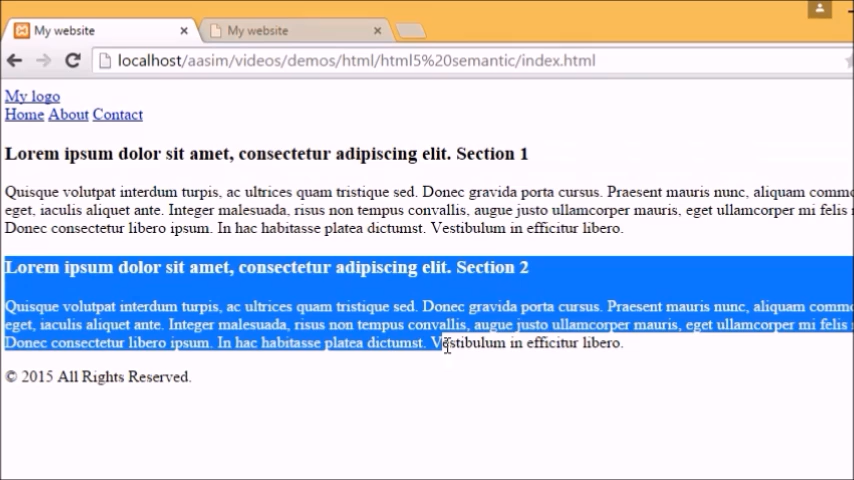 My website
My website
localhost/aasim/videos/demos/html/html5%20semantic/index.html
My logo
Home About Contact
Lorem ipsum dolor sit amet, consectetur adipiscing elit. Section 1
Quisque volutpat interdum turpis, ac ultrices quam tristique sed. Donec gravida porta cursus. Praesent mauris nunc, aliquam
eget, iaculis aliquet ante. Integer malesuada, risus non tempus convallis, augue justo ullamcorper mauris, eget ullamcorper mi felis
Donec consectetur libero ipsum. In hac habitasse platea dictumst. Vestibulum in efficitur libero.
Lorem ipsum dolor sit amet, consectetur adipiscing elit. Section 2
Quisque volutpat interdum turpis, ac ultrices quam tristique sed. Donec gravida porta cursus. Praesent mauris nunc, aliquam
eget, iaculis aliquet ante. Integer malesuada, risus non tempus convallis, augue justo ullamcorper mauris, eget ullamcorper mi felis
Donec consectetur libero ipsum. In hac habitasse platea dictumst. Vestibulum in efficitur libero.
© 2015 All Rights Reserved.